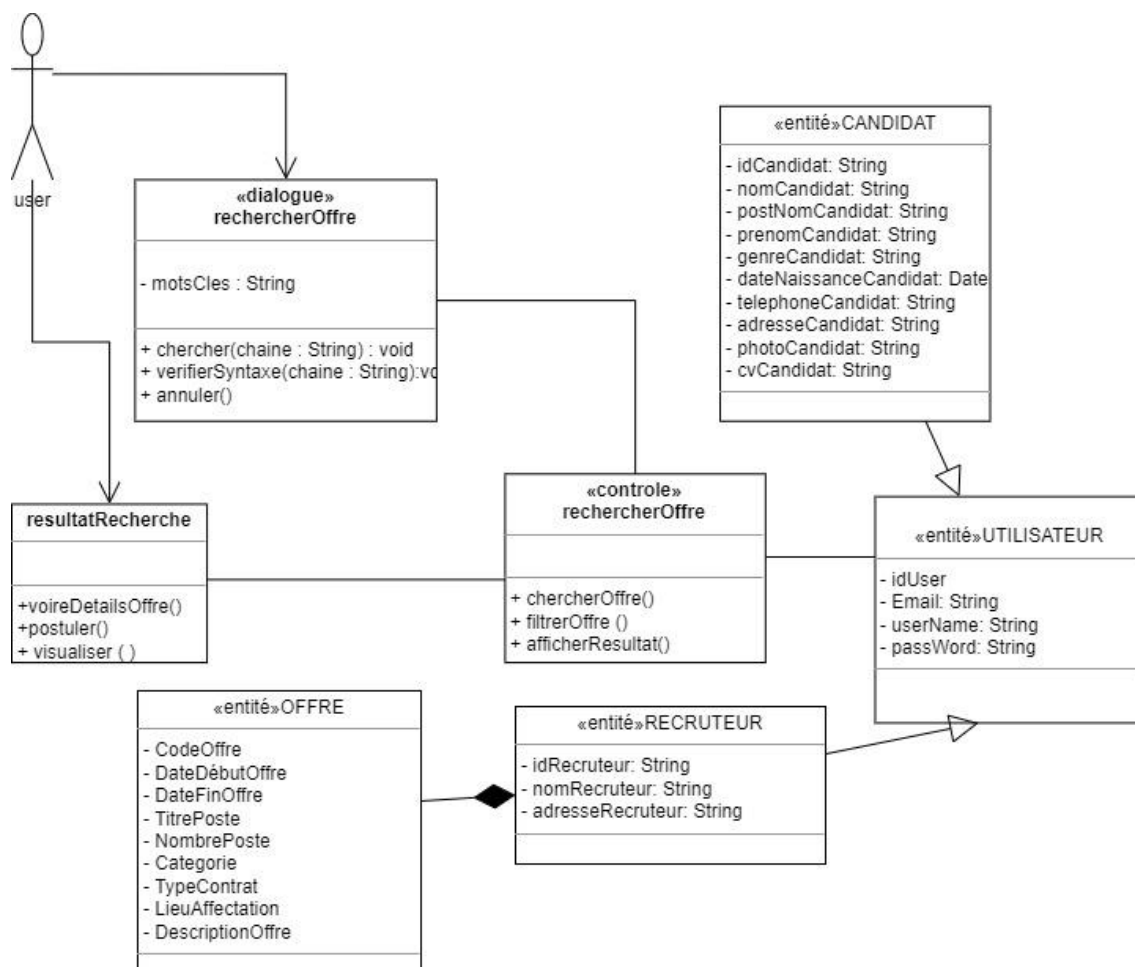 user
«dialogue»
rechercherOffre
- motsCles : String
+ chercher(chaine : String) : void
+ verifierSyntaxe(chaine : String):vo
+ annuler()
«entité»CANDIDAT
- idCandidat: String
- nomCandidat: String
- postNomCandidat: String
- prenomCandidat: String
- genreCandidat: String
- dateNaissanceCandidat: Date
- telephoneCandidat: String
- adresseCandidat: String
- photoCandidat: String
- cvCandidat: String
resultatRecherche
+voireDetailsOffre()
+postuler()
+ visualiser ( )
«controle»
rechercherOffre
+ chercherOffre()
+ filtrerOffre ()
+ afficherResultat()
«entité»UTILISATEUR
- idUser
- Email: String
- userName: String
- passWord: String
«entité»OFFRE
- CodeOffre
- DateDébutOffre
- DateFinOffre
- TitrePoste
- NombrePoste
- Categorie
- TypeContrat
- LieuAffectation
- DescriptionOffre
«entité»RECRUTEUR
- idRecruteur: String
- nomRecruteur: String
- adresseRecruteur: String